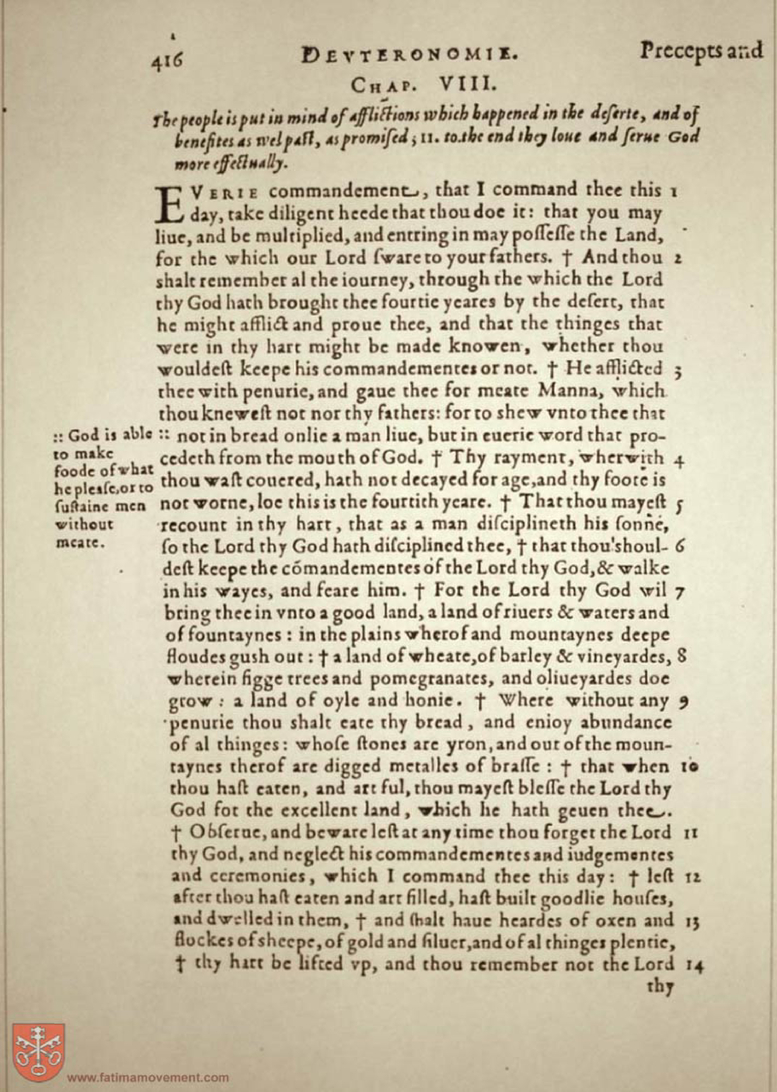 416 DEVTERONOMIE. Precepts and
CHAP. VIII.
The people is put in mind of afflictions which happened in the deſerte, and of
benefites as wel paſt, as promiſed; 11. to the end they loue and ſerue God
more effectually.
EVERIE commandement, that I command thee this 1
day, take diligent heede that thou doe it: that you may
liue, and be multiplied, and entring in may poſſeſſe the Land,
for the which our Lord ſware to your fathers. † And thou 2
shalt remember al the iourney, through the which the Lord
thy God hath brought thee fourtie yeares by the deſert, that
he might afflict and proue thee, and that the thinges that
were in thy hart might be made knowen, whether thou
wouldeſt keepe his commandementes or not. † He afflicted 3
thee with penurie, and gaue thee for meate Manna, which
thou kneweſt not nor thy fathers: for to shew vnto thee that
:: God is able :: not in bread onlie a man liue, but in euerie word that pro-
to make cedeth from the mouth of God. † Thy rayment, wherwith 4
foode of what thou waſt couered, hath not decayed for age, and thy foote is
he pleaſe, or to not worne, loe this is the fourtith yeare. † That thou mayeſt 5
ſuſtaine men recount in thy hart, that as a man diſciplineth his ſonne,
without ſo the Lord thy God hath diſciplined thee, † that thou shoul- 6
meate. deſt keepe the cõmandementes of the Lord thy God, & walke
in his wayes, and feare him. † For the Lord thy God wil 7
bring thee in vnto a good land, a land of riuers & waters and
of fountaynes: in the plains wherof and mountaynes deepe
floudes gush out: † a land of wheate, of barley & vineyardes, 8
wherein figge trees and pomegranates, and oliueyardes doe
grow: a land of oyle and honie. † Where without any 9
penurie thou shalt eate thy bread, and enioy abundance
of al thinges: whoſe ſtones are yron, and out of the moun-
taynes therof are digged metalles of braſſe: † that when 10
thou haſt eaten, and art ful, thou mayeſt bleſſe the Lord thy
God for the excellent land, which he hath geuen thee.
† Obſerue, and beware leſt at any time thou forget the Lord 11
thy God, and neglect his commandementes and iudgementes
and ceremonies, which I command thee this day: † leſt 12
after thou haſt eaten and art filled, haſt built goodlie houſes,
and dwelled in them, † and shalt haue heardes of oxen and 13
flockes of sheepe, of gold and ſiluer, and of al thinges plentie,
† thy hart be lifted vp, and thou remember not the Lord 14
thy
www.fatimamovement.com